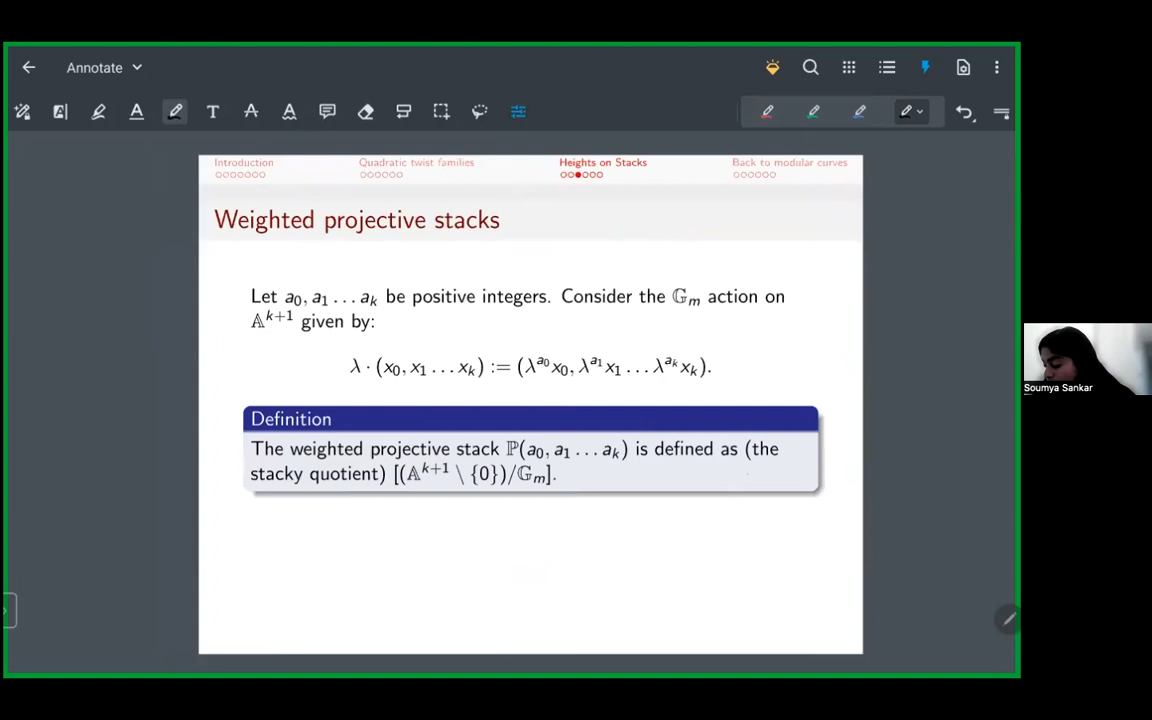 Annotate
Introduction
Quadratic twist families
Heights on Stacks
Back to modular curves
Weighted projective stacks
Let a₀, a₁ … aₖ be positive integers. Consider the 𝔾ₘ action on
𝔸ᵏ⁺¹ given by:
λ · (x₀, x₁ … xₖ) := (λ^{a₀}x₀, λ^{a₁}x₁ … λ^{aₖ}xₖ).
Definition
The weighted projective stack ℙ(a₀, a₁ … aₖ) is defined as (the
stacky quotient) [(𝔸ᵏ⁺¹ \ {0})/𝔾ₘ].
Soumya Sankar